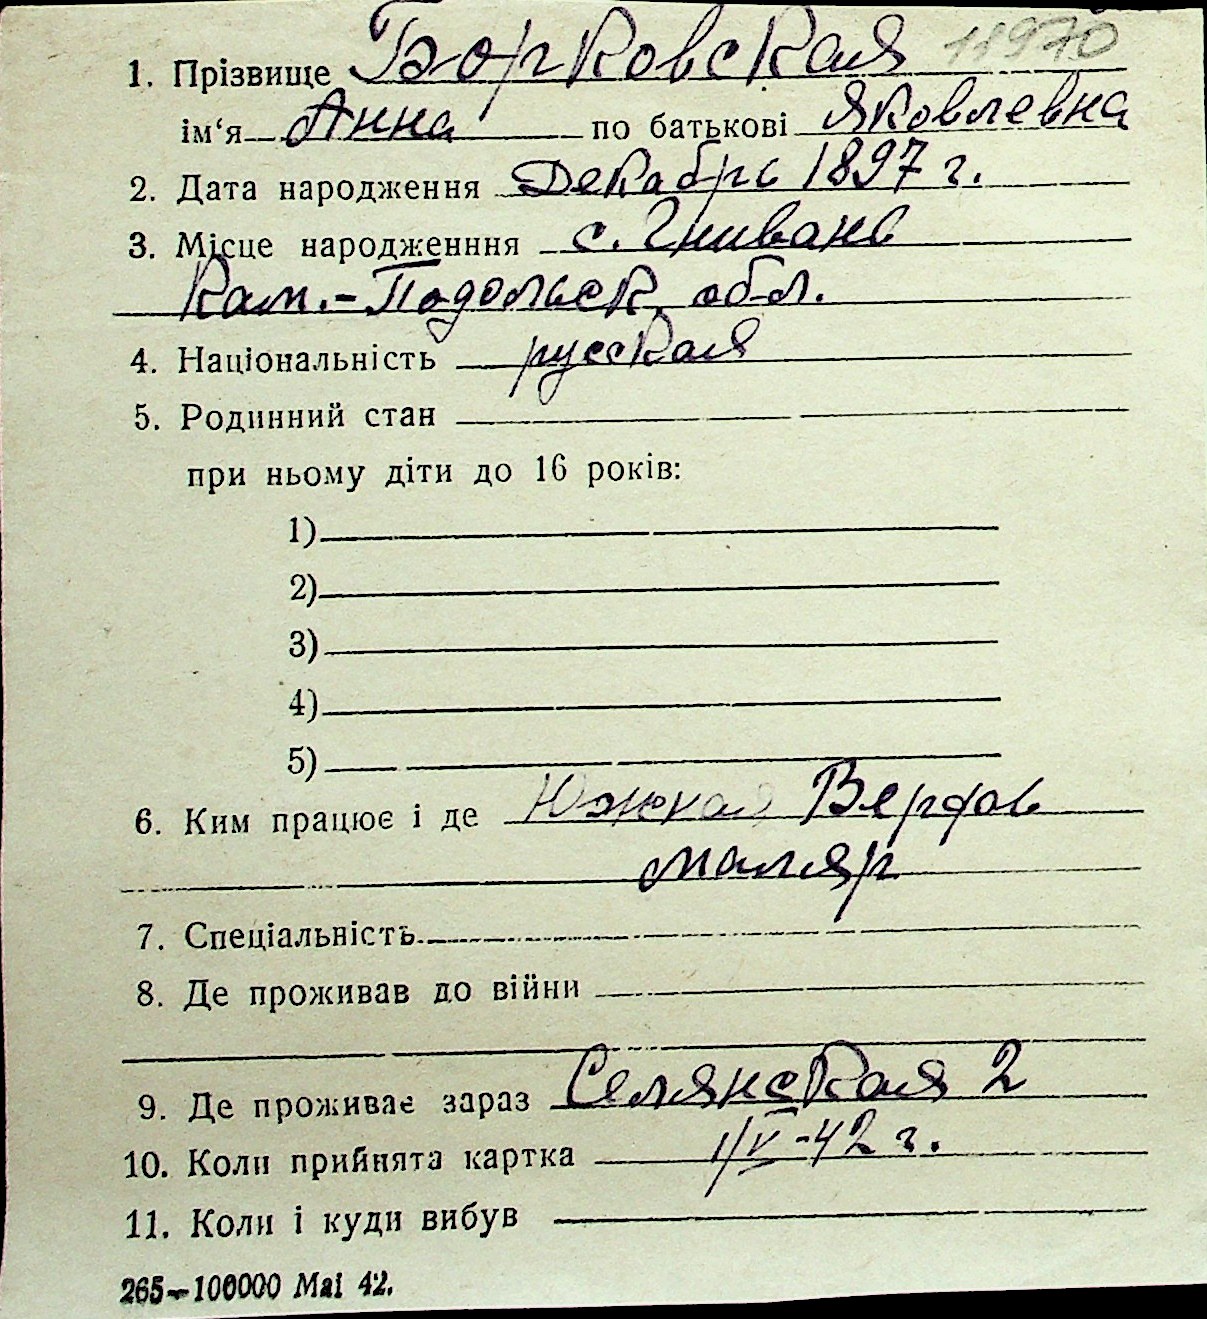 1. Прізвище Борковская 11970
ім‘я Анна по батькові Яковлевна
2. Дата народження Декабрь 1897 г.
3. Місце народженння с. Гнивань
Кам.-Подольск обл.
4. Національність русская
5. Родинний стан
при ньому діти до 16 років:
1)
2)
3)
4)
5)
6. Ким працює і де Южная Верфь
маляр
7. Спеціальність
8. Де проживав до війни
9. Де проживає зараз Селянская 2
10. Коли прийнята картка 1/V-42 г.
11. Коли і куди вибув
265—100000 Mai 42.